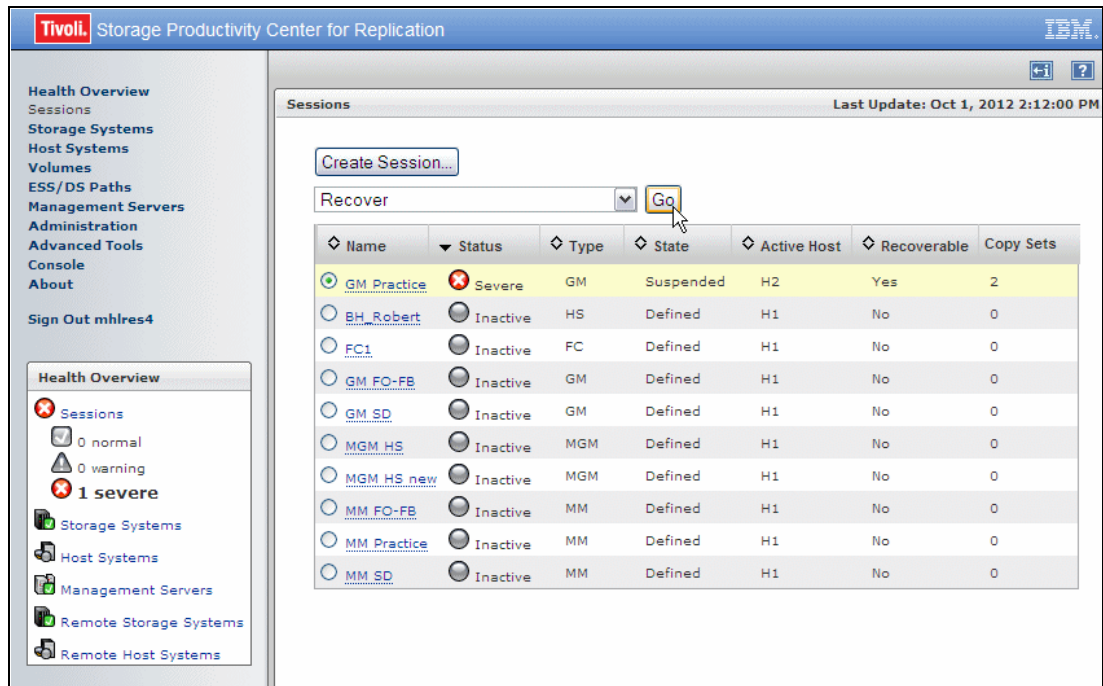 Tivoli. Storage Productivity Center for Replication IBM.
Health Overview
Sessions
Storage Systems
Host Systems
Volumes
ESS/DS Paths
Management Servers
Administration
Advanced Tools
Console
About
Sign Out mhlres4
Health Overview
Sessions
0 normal
0 warning
1 severe
Storage Systems
Host Systems
Management Servers
Remote Storage Systems
Remote Host Systems
Sessions Last Update: Oct 1, 2012 2:12:00 PM
Create Session...
Recover Go
Name Status Type State Active Host Recoverable Copy Sets
GM Practice Severe GM Suspended H2 Yes 2
BH_Robert Inactive HS Defined H1 No 0
FC1 Inactive FC Defined H1 No 0
GM FO-FB Inactive GM Defined H1 No 0
GM SD Inactive GM Defined H1 No 0
MGM HS Inactive MGM Defined H1 No 0
MGM HS new Inactive MGM Defined H1 No 0
MM FO-FB Inactive MM Defined H1 No 0
MM Practice Inactive MM Defined H1 No 0
MM SD Inactive MM Defined H1 No 0